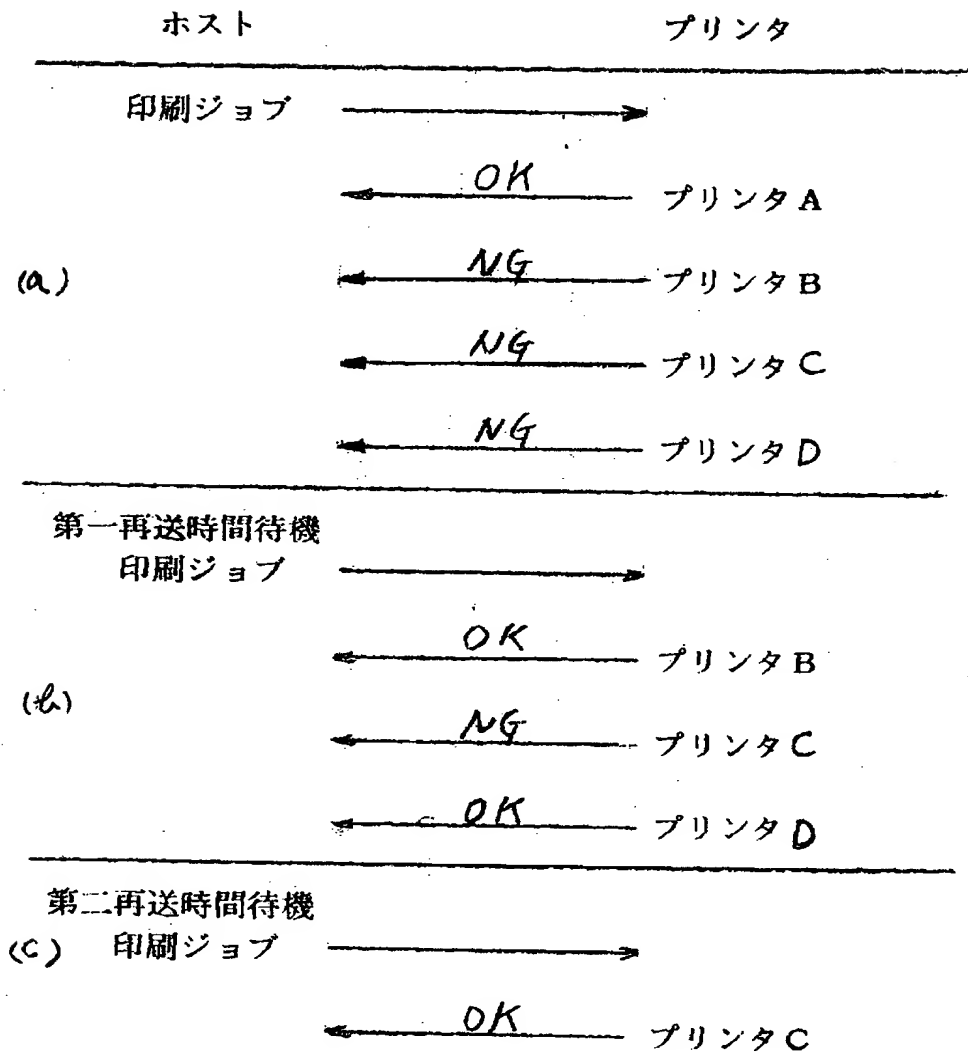 ホスト プリンタ
印刷ジョブ
OK プリンタA
(a) NG プリンタB
NG プリンタC
NG プリンタD
第一再送時間待機
印刷ジョブ
OK プリンタB
(b) NG プリンタC
OK プリンタD
第二再送時間待機
(c) 印刷ジョブ
OK プリンタC